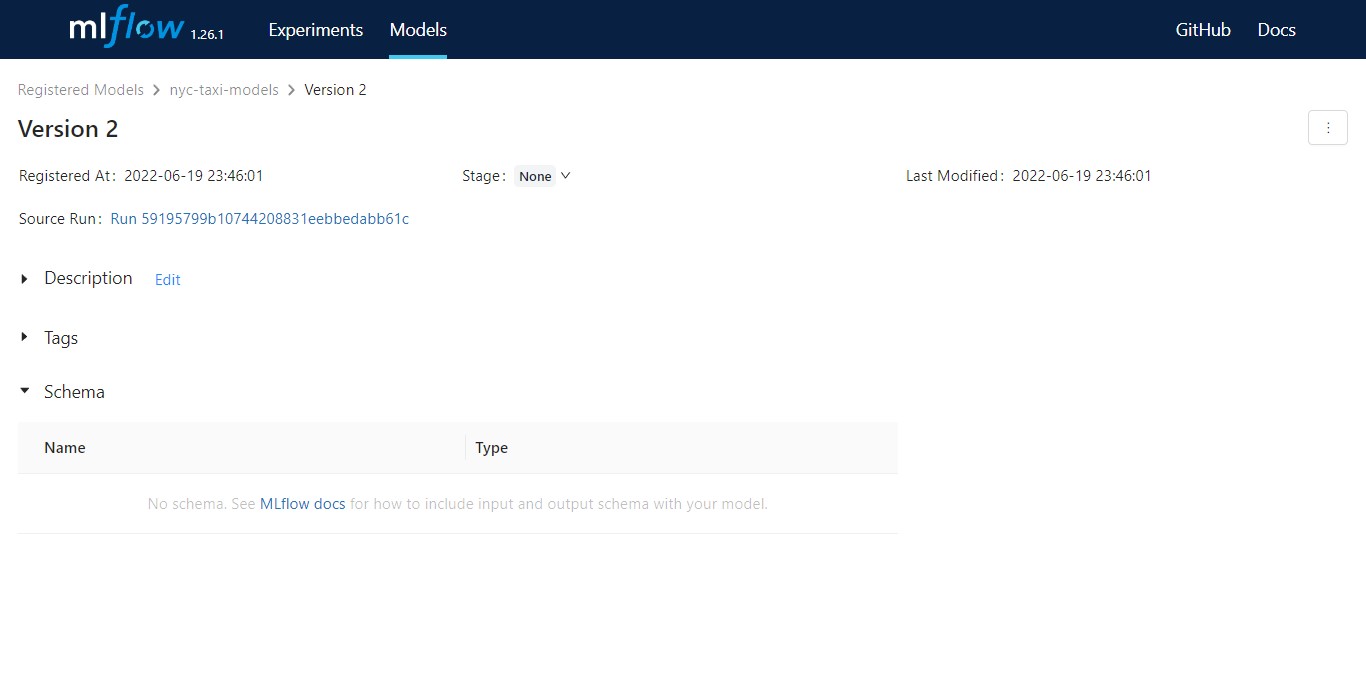 mlflow 1.26.1 Experiments Models GitHub Docs
Registered Models > nyc-taxi-models > Version 2
Version 2
Registered At: 2022-06-19 23:46:01 Stage: None Last Modified: 2022-06-19 23:46:01
Source Run: Run 59195799b10744208831eebbedabb61c
Description Edit
Tags
Schema
Name Type
No schema. See MLflow docs for how to include input and output schema with your model.